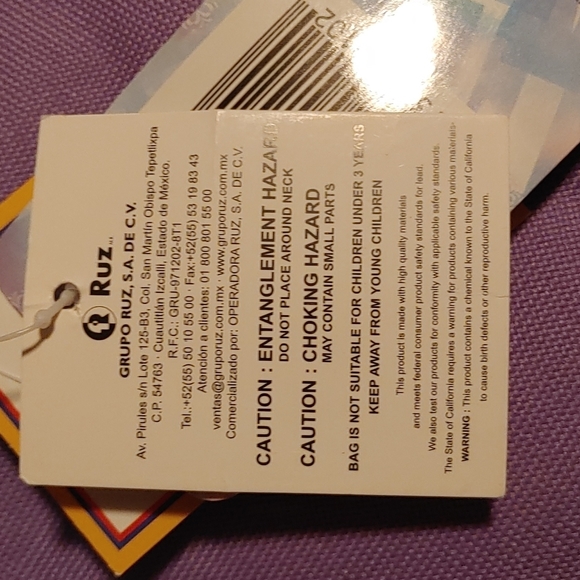 Ruz
GRUPO RUZ, S.A. DE C.V.
Av. Pirules s/n Lote 125-B3, Col. San Martín Obispo Tepetlixpa
C.P. 54763 · Cuautitlán Izcalli, Estado de México.
R.F.C.: GRU-971202-8T1
Tel.:+52(55) 50 10 55 00 · Fax:+52(55) 53 19 83 43
Atención a clientes: 01 800 801 55 00
ventas@gruporuz.com.mx · www.gruporuz.com.mx
Comercializado por: OPERADORA RUZ, S.A. DE C.V.
CAUTION : ENTANGLEMENT HAZARD
DO NOT PLACE AROUND NECK
CAUTION : CHOKING HAZARD
MAY CONTAIN SMALL PARTS
BAG IS NOT SUITABLE FOR CHILDREN UNDER 3 YEARS
KEEP AWAY FROM YOUNG CHILDREN
This product is made with high quality materials
and meets federal consumer product safety standards for lead.
We also test our products for conformity with applicable safety standards.
The State of California requires a warning for products containing various materials-
WARNING : This product contains a chemical known to the State of California
to cause birth defects or other reproductive harm.